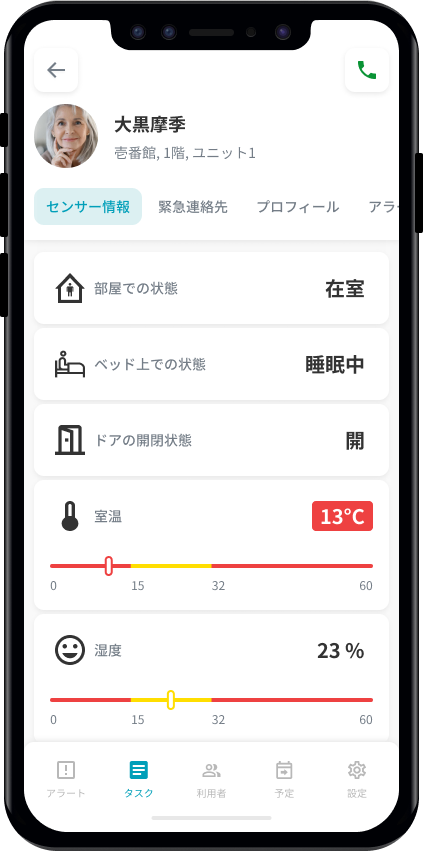 大黒摩季
壱番館, 1階, ユニット1
センサー情報 緊急連絡先 プロフィール アラー
部屋での状態 在室
ベッド上での状態 睡眠中
ドアの開閉状態 開
室温 13°C
0 15 32 60
湿度 23 %
0 15 32 60
アラート タスク 利用者 予定 設定